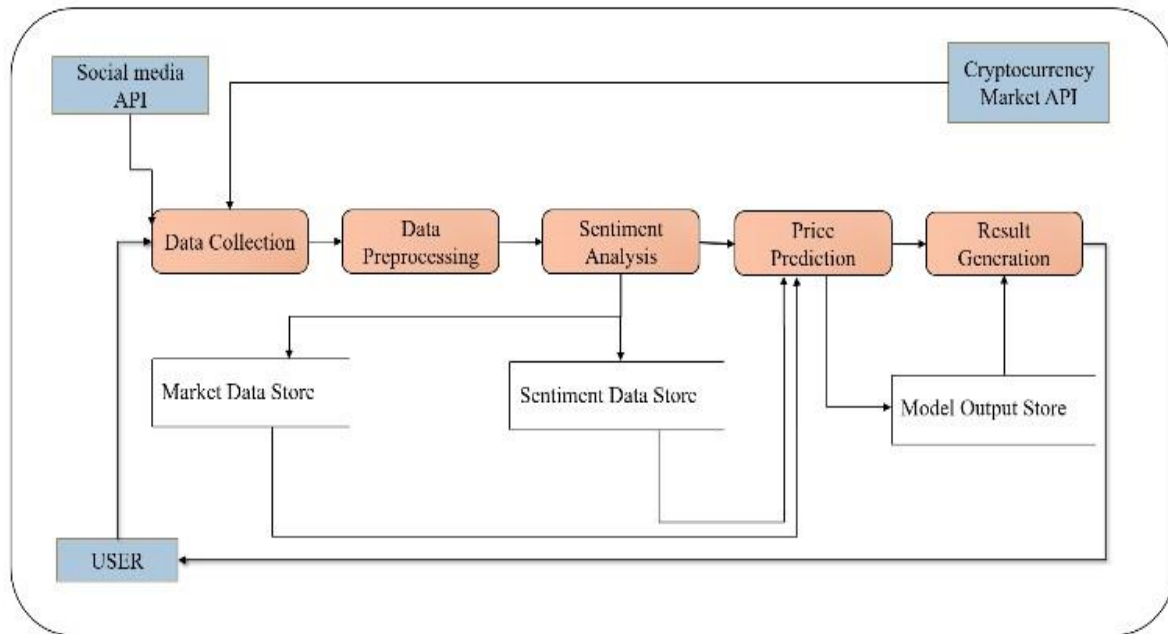 Social media
API
Cryptocurrency
Market API
Data Collection
Data
Preprocessing
Sentiment
Analysis
Price
Prediction
Result
Generation
Market Data Store
Sentiment Data Store
Model Output Store
USER